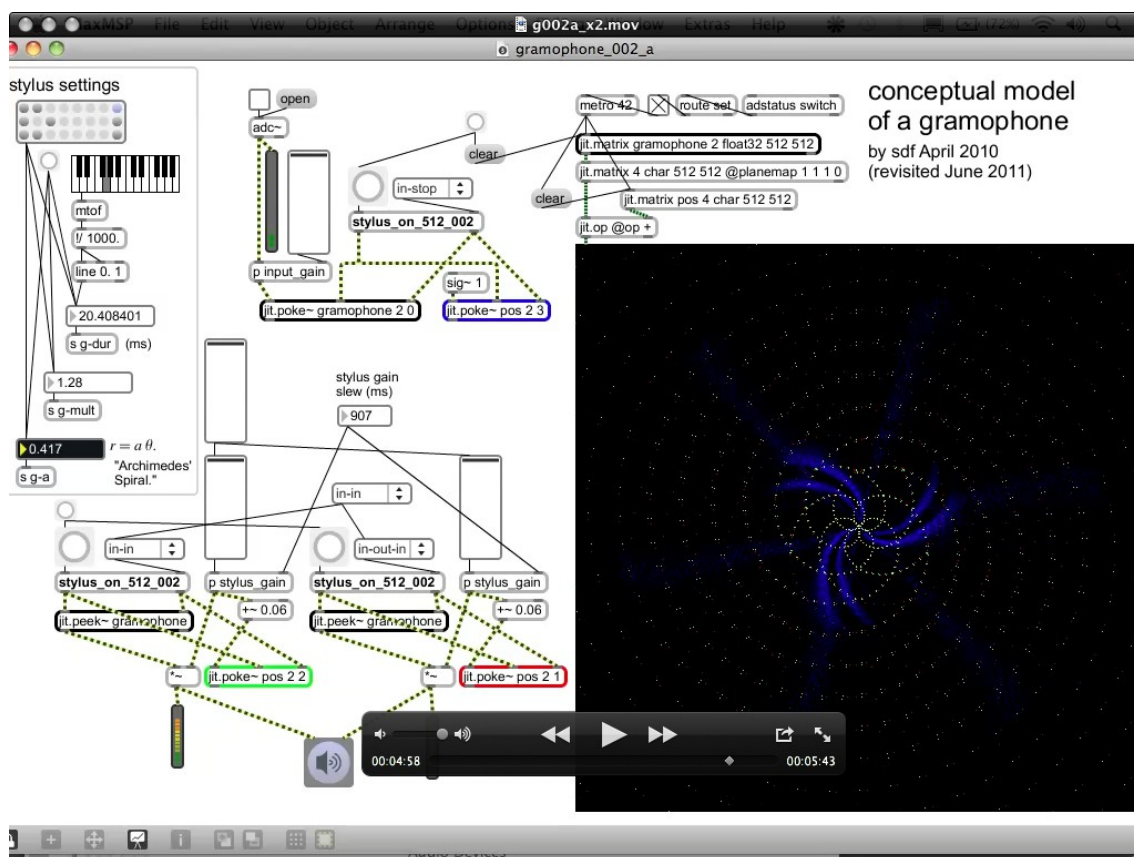 MaxMSP File Edit View Object Arrange Options g002a_x2.mov Window Extras Help (72%)
gramophone_002_a
stylus settings
open
adc~
mtof
!/ 1000.
line 0. 1
20.408401
s g-dur (ms)
1.28
s g-mult
0.417
r = a θ.
"Archimedes'
Spiral."
s g-a
clear
in-stop
stylus_on_512_002
p input_gain
sig~ 1
jit.poke~ gramophone 2 0
jit.poke~ pos 2 3
metro 42
route set
adstatus switch
jit.matrix gramophone 2 float32 512 512
jit.matrix 4 char 512 512 @planemap 1 1 1 0
clear
jit.matrix pos 4 char 512 512
jit.op @op +
conceptual model
of a gramophone
by sdf April 2010
(revisited June 2011)
stylus gain
slew (ms)
907
in-in
in-in
stylus_on_512_002
p stylus_gain
+~ 0.06
jit.peek~ gramophone
*~
jit.poke~ pos 2 2
in-out-in
stylus_on_512_002
p stylus_gain
+~ 0.06
jit.peek~ gramophone
*~
jit.poke~ pos 2 1
00:04:58
00:05:43
Audio Devices